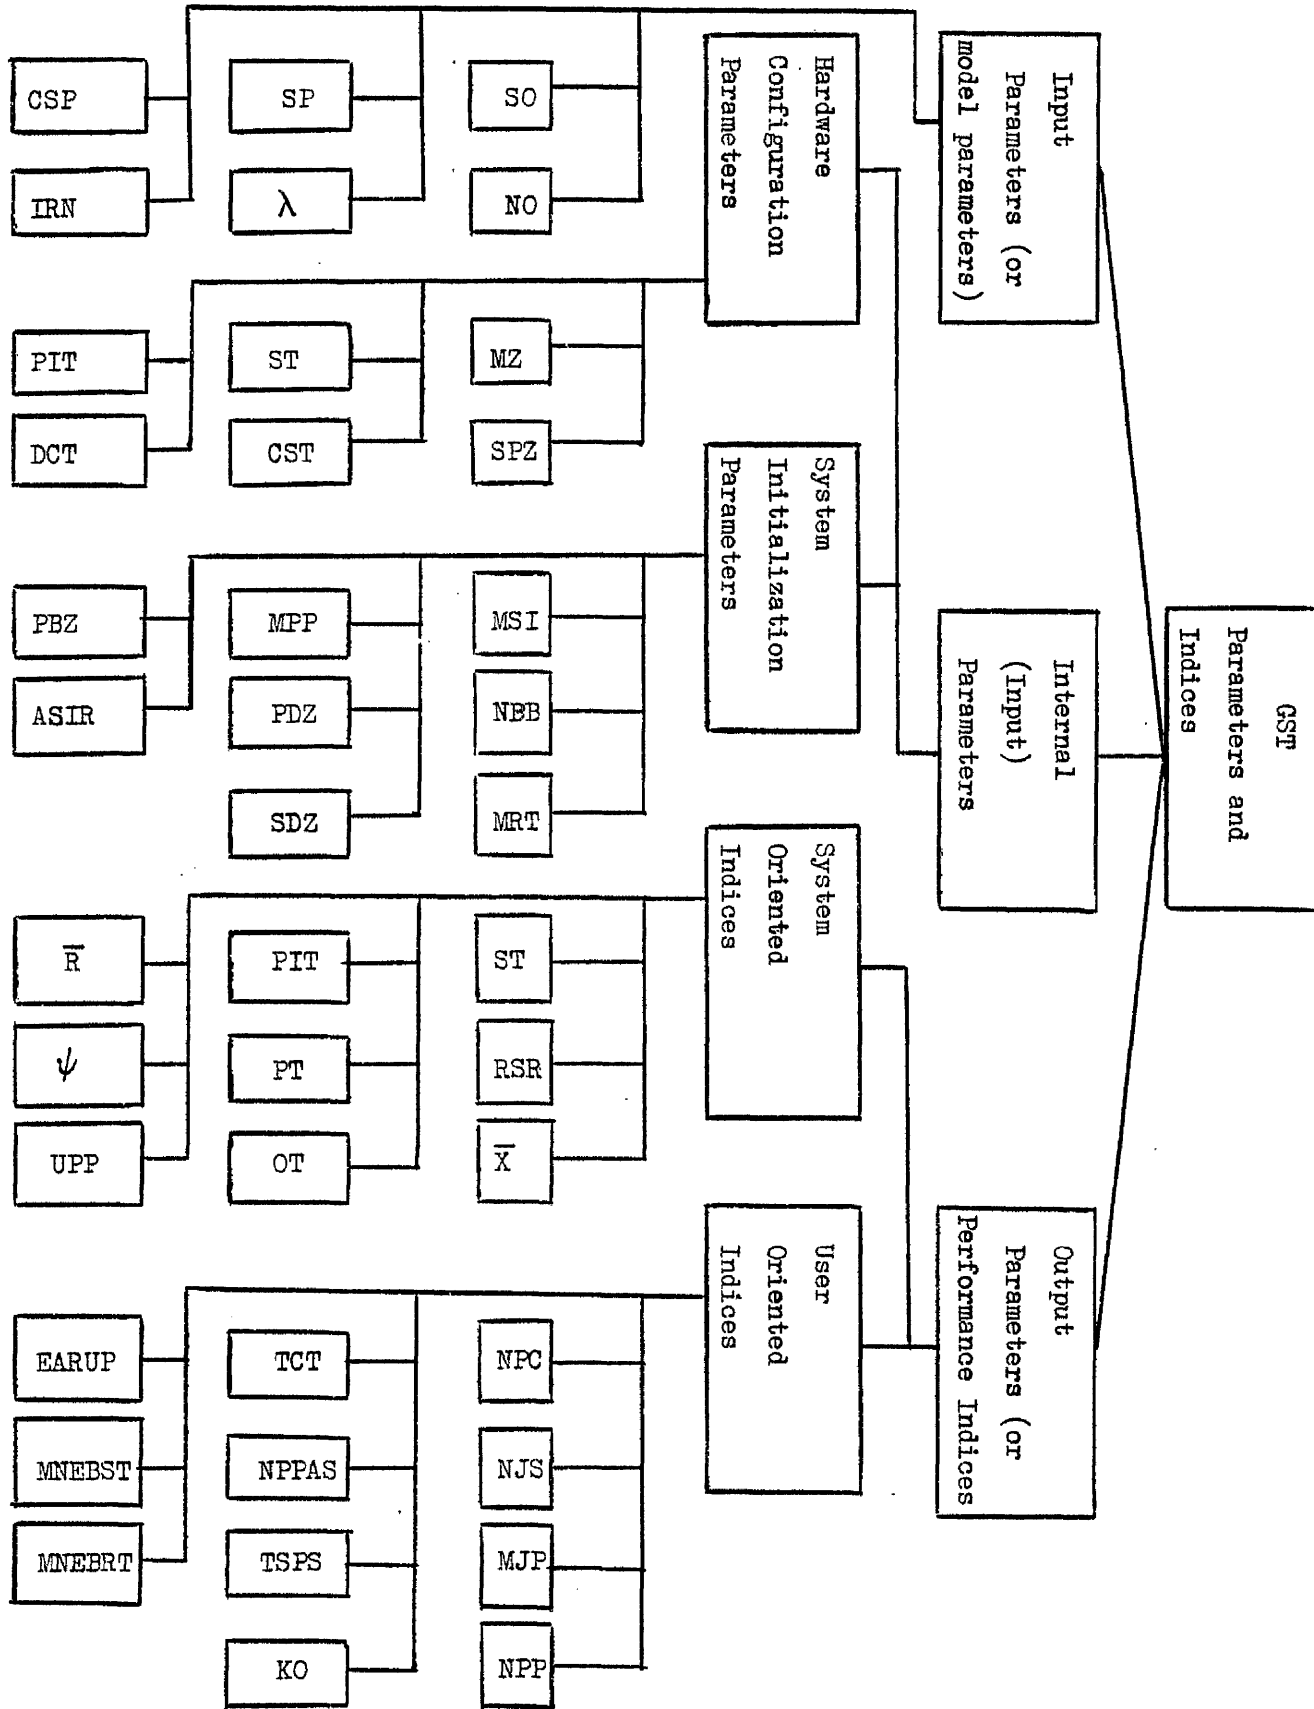 GST
Parameters and
Indices
Input
Parameters (or
model parameters)
Internal
(Input)
Parameters
Output
Parameters (or
Performance Indices
Hardware
Configuration
Parameters
System
Initialization
Parameters
System
Oriented
Indices
User
Oriented
Indices
SO
NO
SP
λ
CSP
IRN
MZ
SPZ
ST
CST
PIT
DCT
MSI
NBB
MRT
MPP
PDZ
SDZ
PBZ
ASIR
ST
RSR
X̅
PIT
PT
OT
R̅
ψ
UPP
NPC
NJS
MJP
NPP
TCT
NPPAS
TSPS
KO
EARUP
MNEBST
MNEBRT